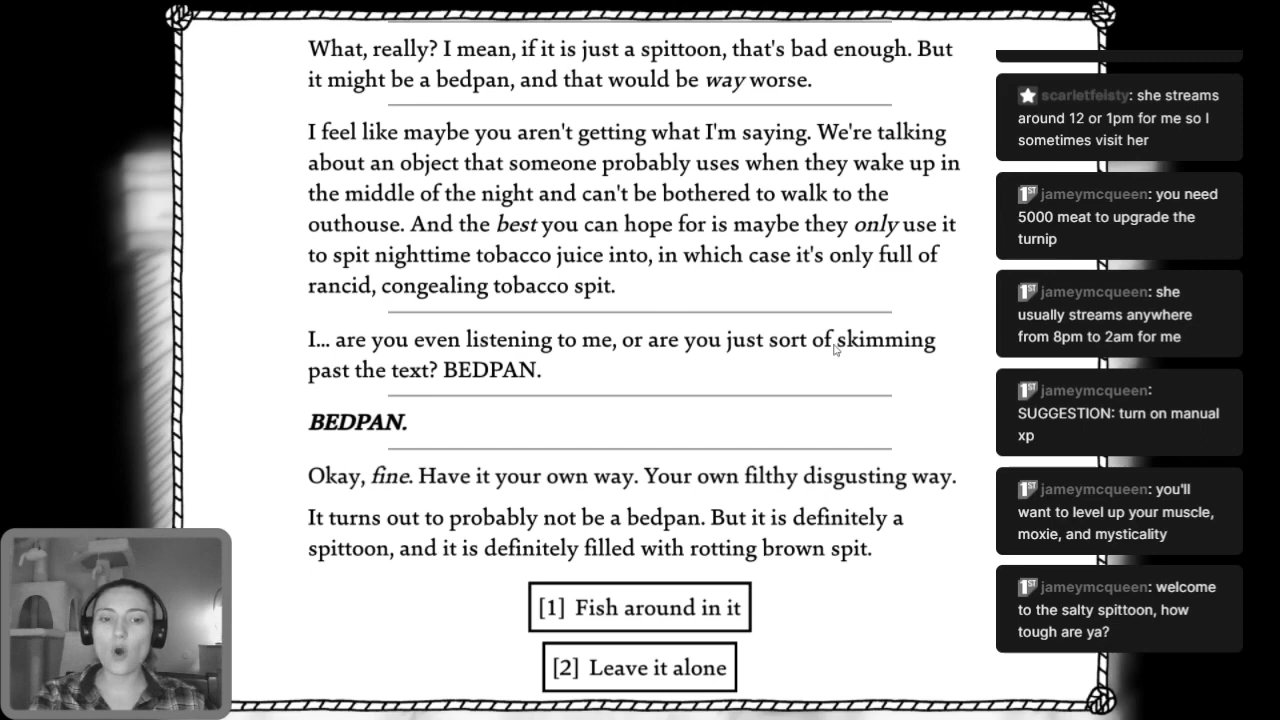 What, really? I mean, if it is just a spittoon, that's bad enough. But
it might be a bedpan, and that would be way worse.
I feel like maybe you aren't getting what I'm saying. We're talking
about an object that someone probably uses when they wake up in
the middle of the night and can't be bothered to walk to the
outhouse. And the best you can hope for is maybe they only use it
to spit nighttime tobacco juice into, in which case it's only full of
rancid, congealing tobacco spit.
I... are you even listening to me, or are you just sort of skimming
past the text? BEDPAN.
BEDPAN.
Okay, fine. Have it your own way. Your own filthy disgusting way.
It turns out to probably not be a bedpan. But it is definitely a
spittoon, and it is definitely filled with rotting brown spit.
[1] Fish around in it
[2] Leave it alone
scarletfeisty: she streams
around 12 or 1pm for me so I
sometimes visit her
1ST jameymcqueen: you need
5000 meat to upgrade the
turnip
1ST jameymcqueen: she
usually streams anywhere
from 8pm to 2am for me
1ST jameymcqueen:
SUGGESTION: turn on manual
xp
1ST jameymcqueen: you'll
want to level up your muscle,
moxie, and mysticality
1ST jameymcqueen: welcome
to the salty spittoon, how
tough are ya?